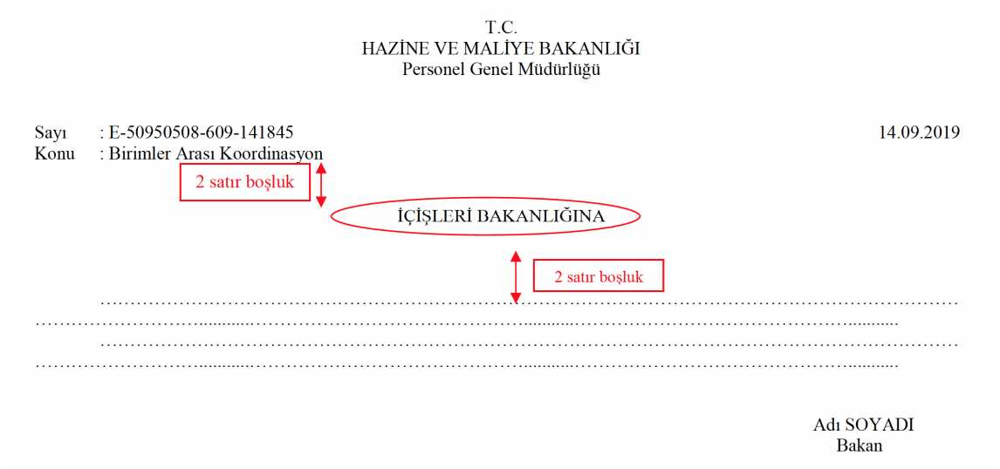 T.C.
HAZİNE VE MALİYE BAKANLIĞI
Personel Genel Müdürlüğü
Sayı : E-50950508-609-141845 14.09.2019
Konu : Birimler Arası Koordinasyon
2 satır boşluk
İÇİŞLERİ BAKANLIĞINA
2 satır boşluk
Adı SOYADI
Bakan